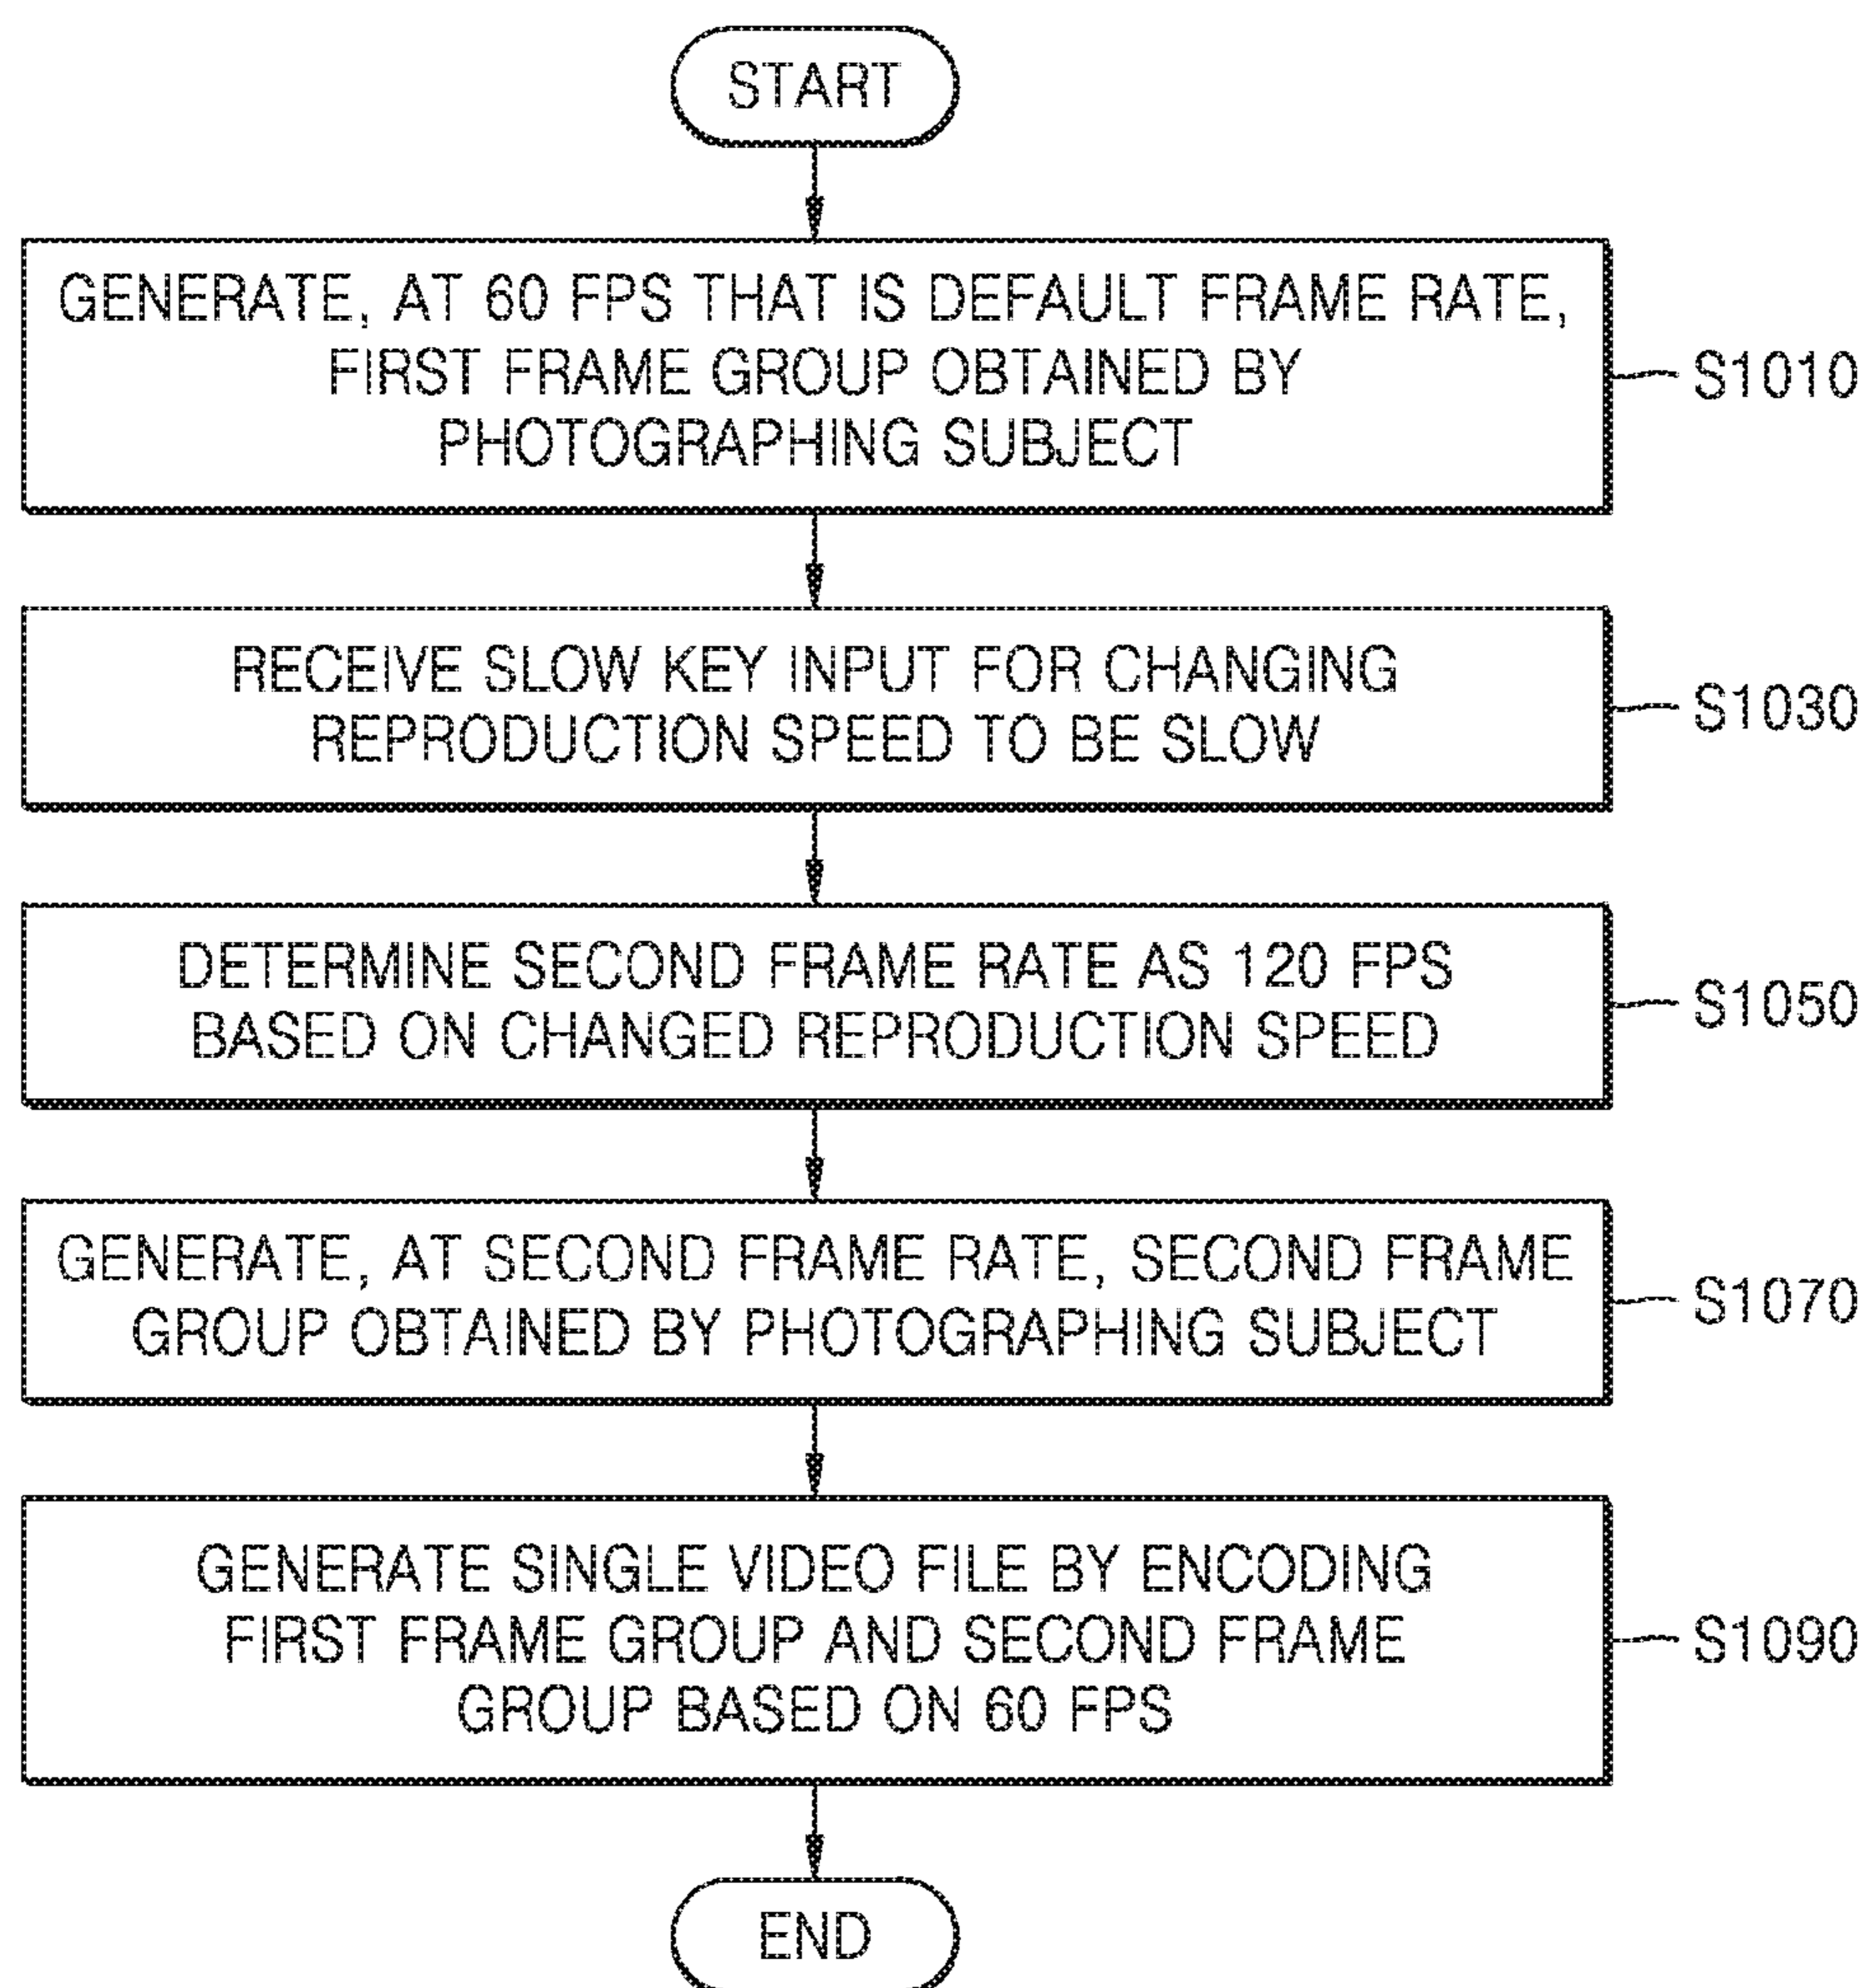 START
GENERATE, AT 60 FPS THAT IS DEFAULT FRAME RATE,
FIRST FRAME GROUP OBTAINED BY
PHOTOGRAPHING SUBJECT
S1010
RECEIVE SLOW KEY INPUT FOR CHANGING
REPRODUCTION SPEED TO BE SLOW
S1030
DETERMINE SECOND FRAME RATE AS 120 FPS
BASED ON CHANGED REPRODUCTION SPEED
S1050
GENERATE, AT SECOND FRAME RATE, SECOND FRAME
GROUP OBTAINED BY PHOTOGRAPHING SUBJECT
S1070
GENERATE SINGLE VIDEO FILE BY ENCODING
FIRST FRAME GROUP AND SECOND FRAME
GROUP BASED ON 60 FPS
S1090
END